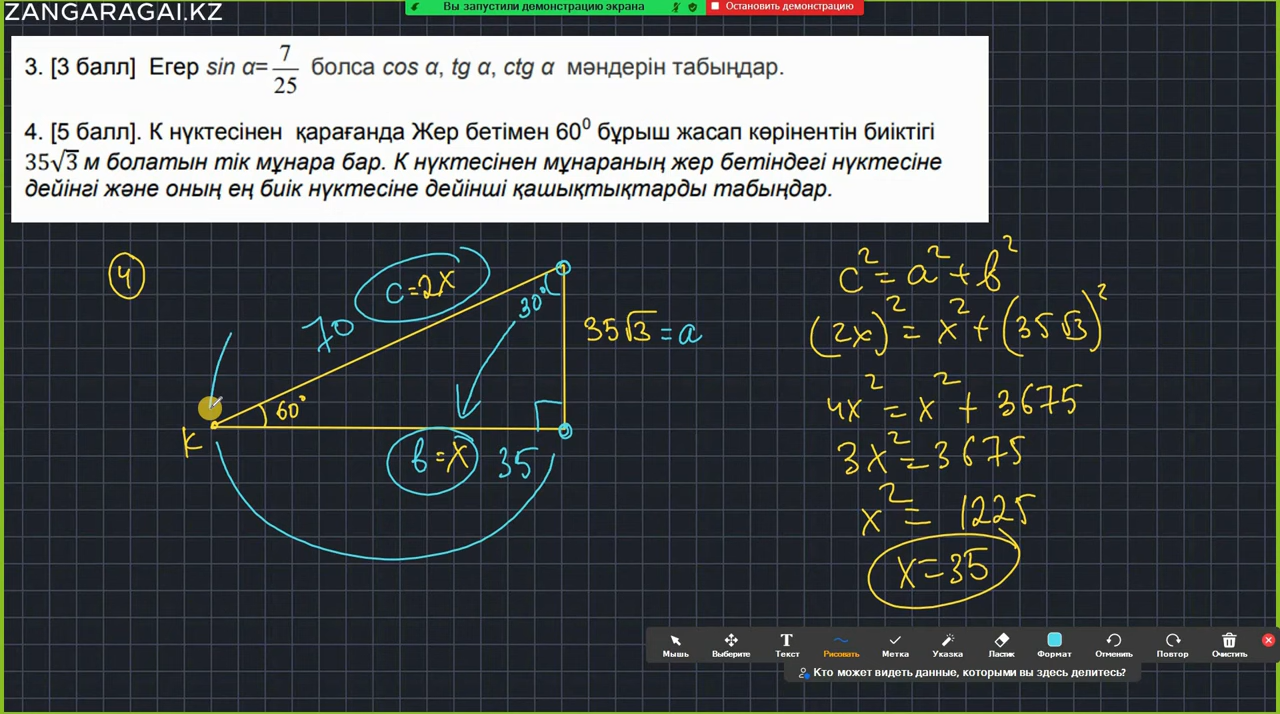 ZANGARAGAI.KZ
Вы запустили демонстрацию экрана
Остановить демонстрацию
3. [3 балл] Егер sin α= 7/25 болса cos α, tg α, ctg α мәндерін табыңдар.
4. [5 балл]. К нүктесінен қарағанда Жер бетімен 60⁰ бұрыш жасап көрінентін биіктігі
35√3 м болатын тік мұнара бар. К нүктесінен мұнараның жер бетіндегі нүктесіне
дейінгі және оның ең биік нүктесіне дейінші қашықтықтарды табыңдар.
4
c=2x
70
30°
35√3=a
60°
K
b=x 35
c²=a²+b²
(2x)²=x²+(35√3)²
4x²=x²+3675
3x²=3675
x²=1225
x=35
Мышь
Выберите
Текст
Рисовать
Метка
Указка
Ластик
Формат
Отменить
Повтор
Очистить
Кто может видеть данные, которыми вы здесь делитесь?